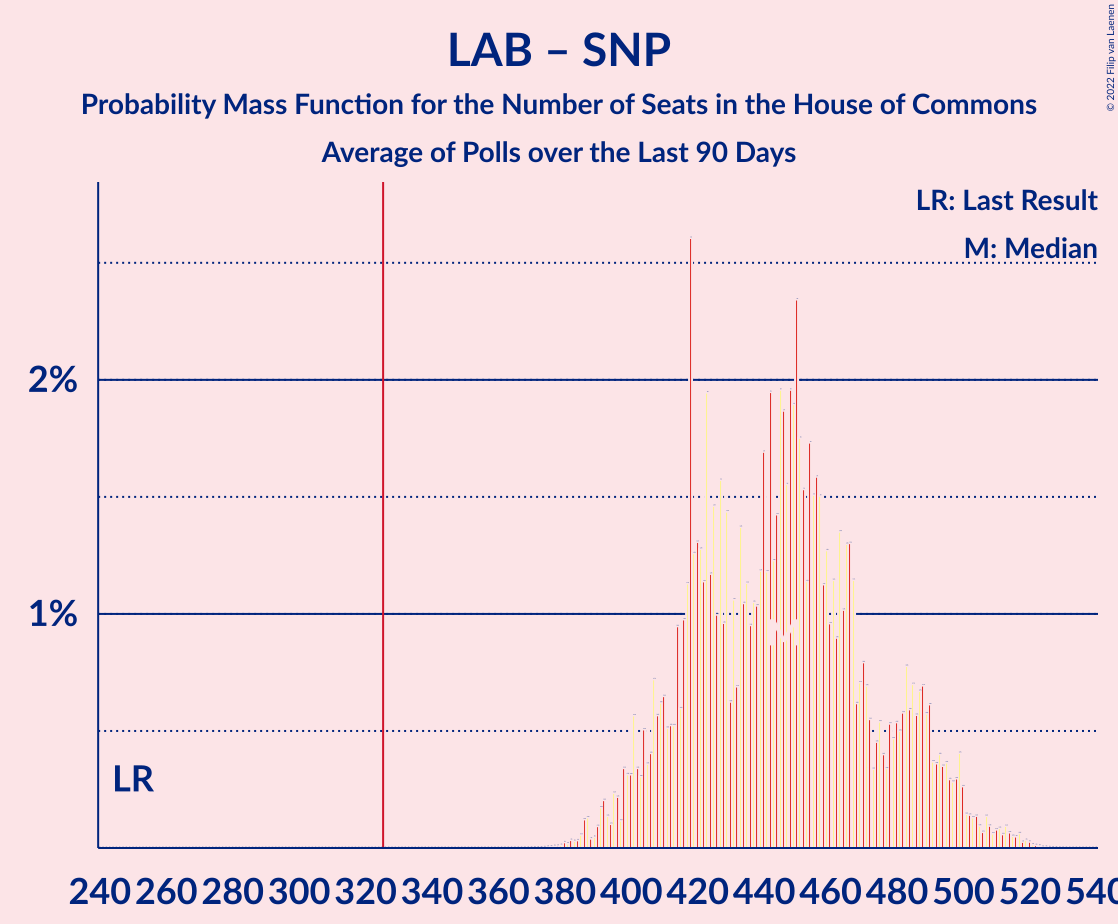 LAB – SNP
Probability Mass Function for the Number of Seats in the House of Commons
Average of Polls over the Last 90 Days
© 2022 Filip van Laenen
LR: Last Result
M: Median
2%
1%
LR
240 260 280 300 320 340 360 380 400 420 440 460 480 500 520 540